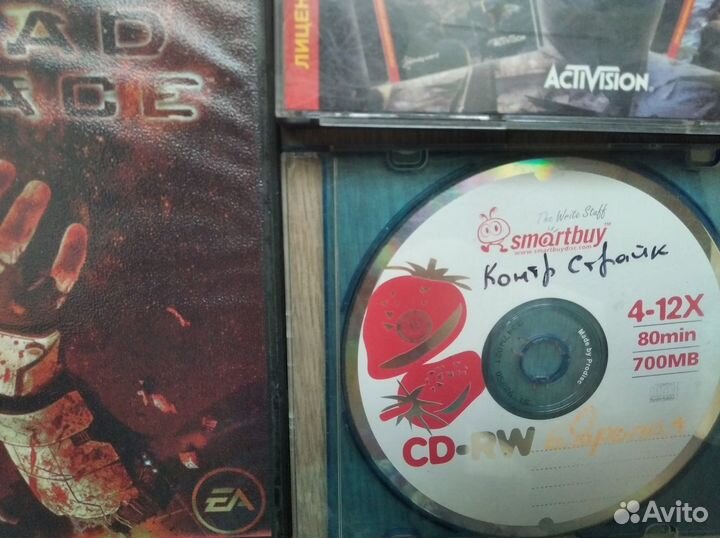 AD
ACE
EA
ЛИЦЕН
ACTIVISION
The Write Stuff
smartbuy
www.smartbuydisc.com
Контр Страйк
4-12X
80min
700MB
Made by Prodisc
CD-RW
Avito